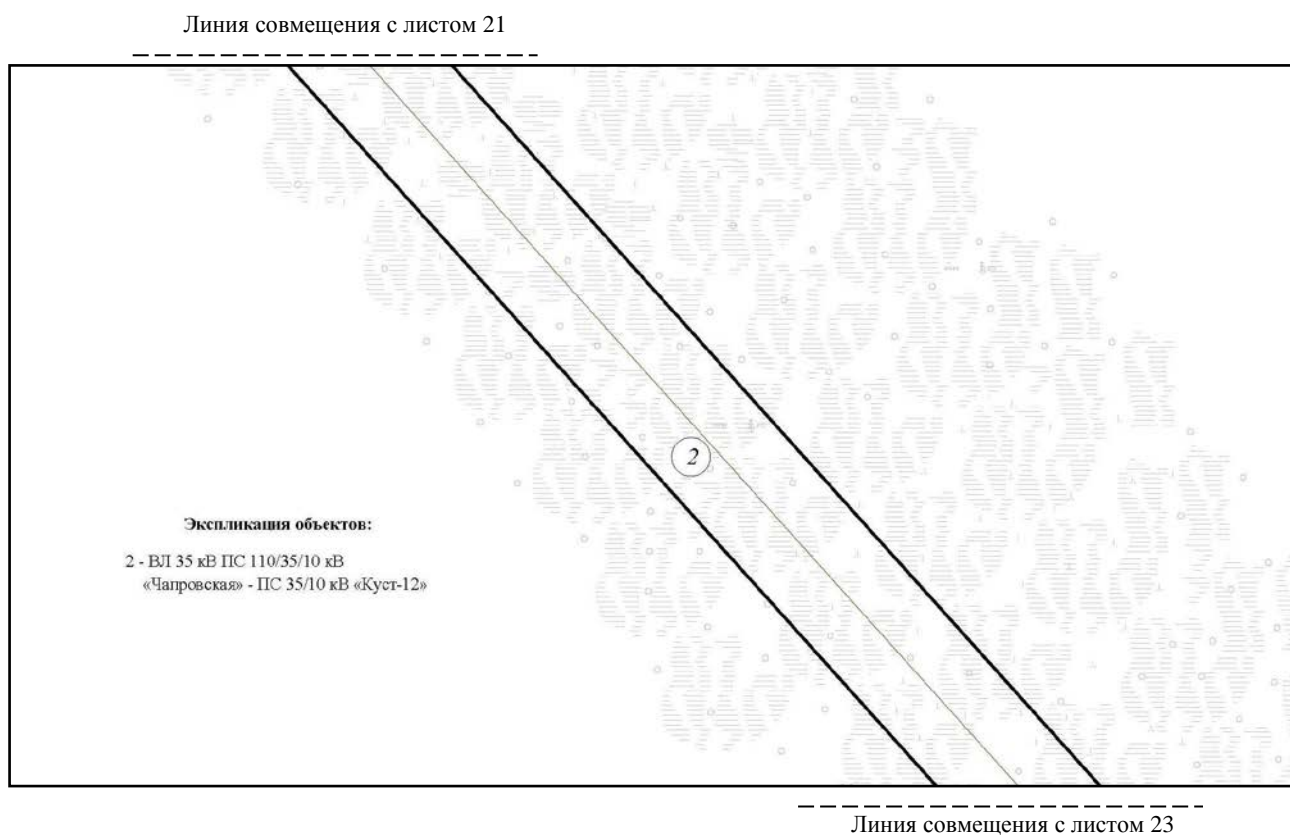 Линия совмещения с листом 21
2
Экспликация объектов:
2 - ВЛ 35 кВ ПС 110/35/10 кВ
«Чапровская» - ПС 35/10 кВ «Куст-12»
Линия совмещения с листом 23